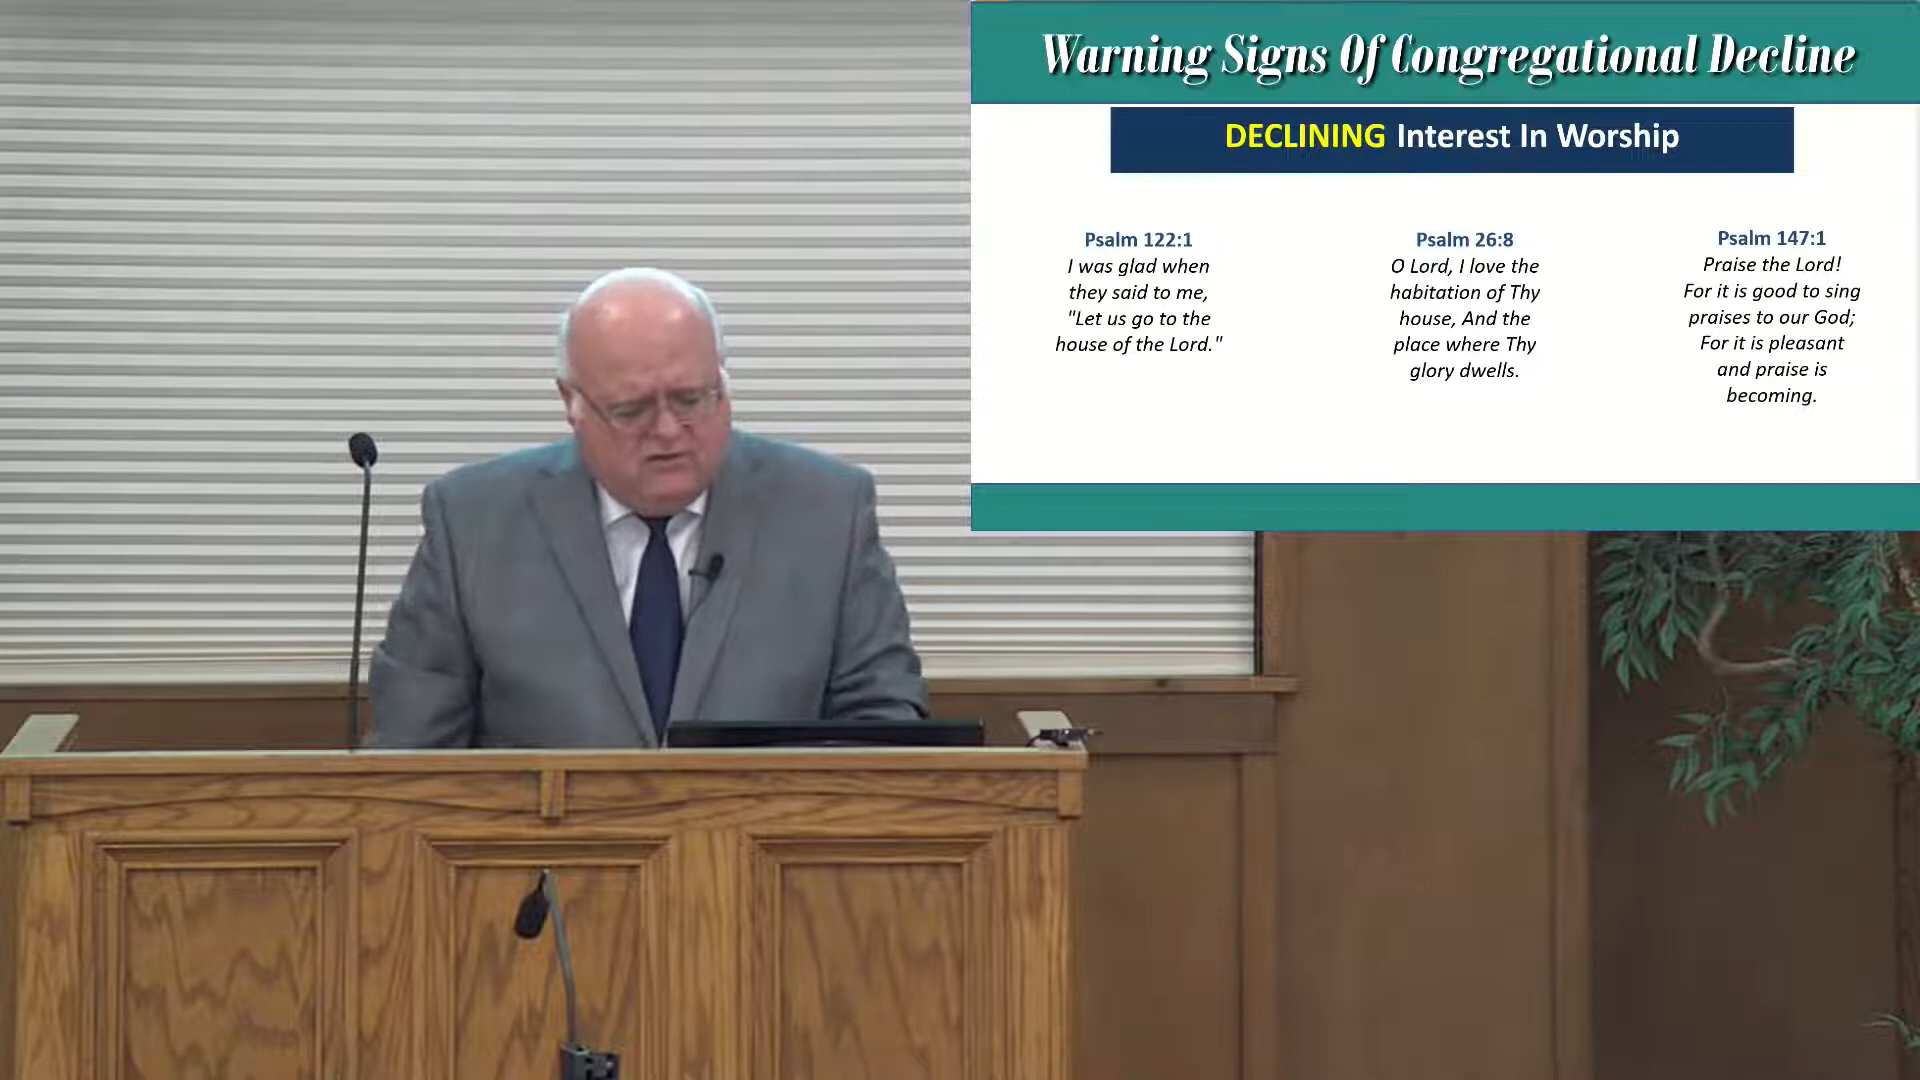 Warning Signs Of Congregational Decline
DECLINING Interest In Worship
Psalm 122:1
I was glad when
they said to me,
"Let us go to the
house of the Lord."
Psalm 26:8
O Lord, I love the
habitation of Thy
house, And the
place where Thy
glory dwells.
Psalm 147:1
Praise the Lord!
For it is good to sing
praises to our God;
For it is pleasant
and praise is
becoming.